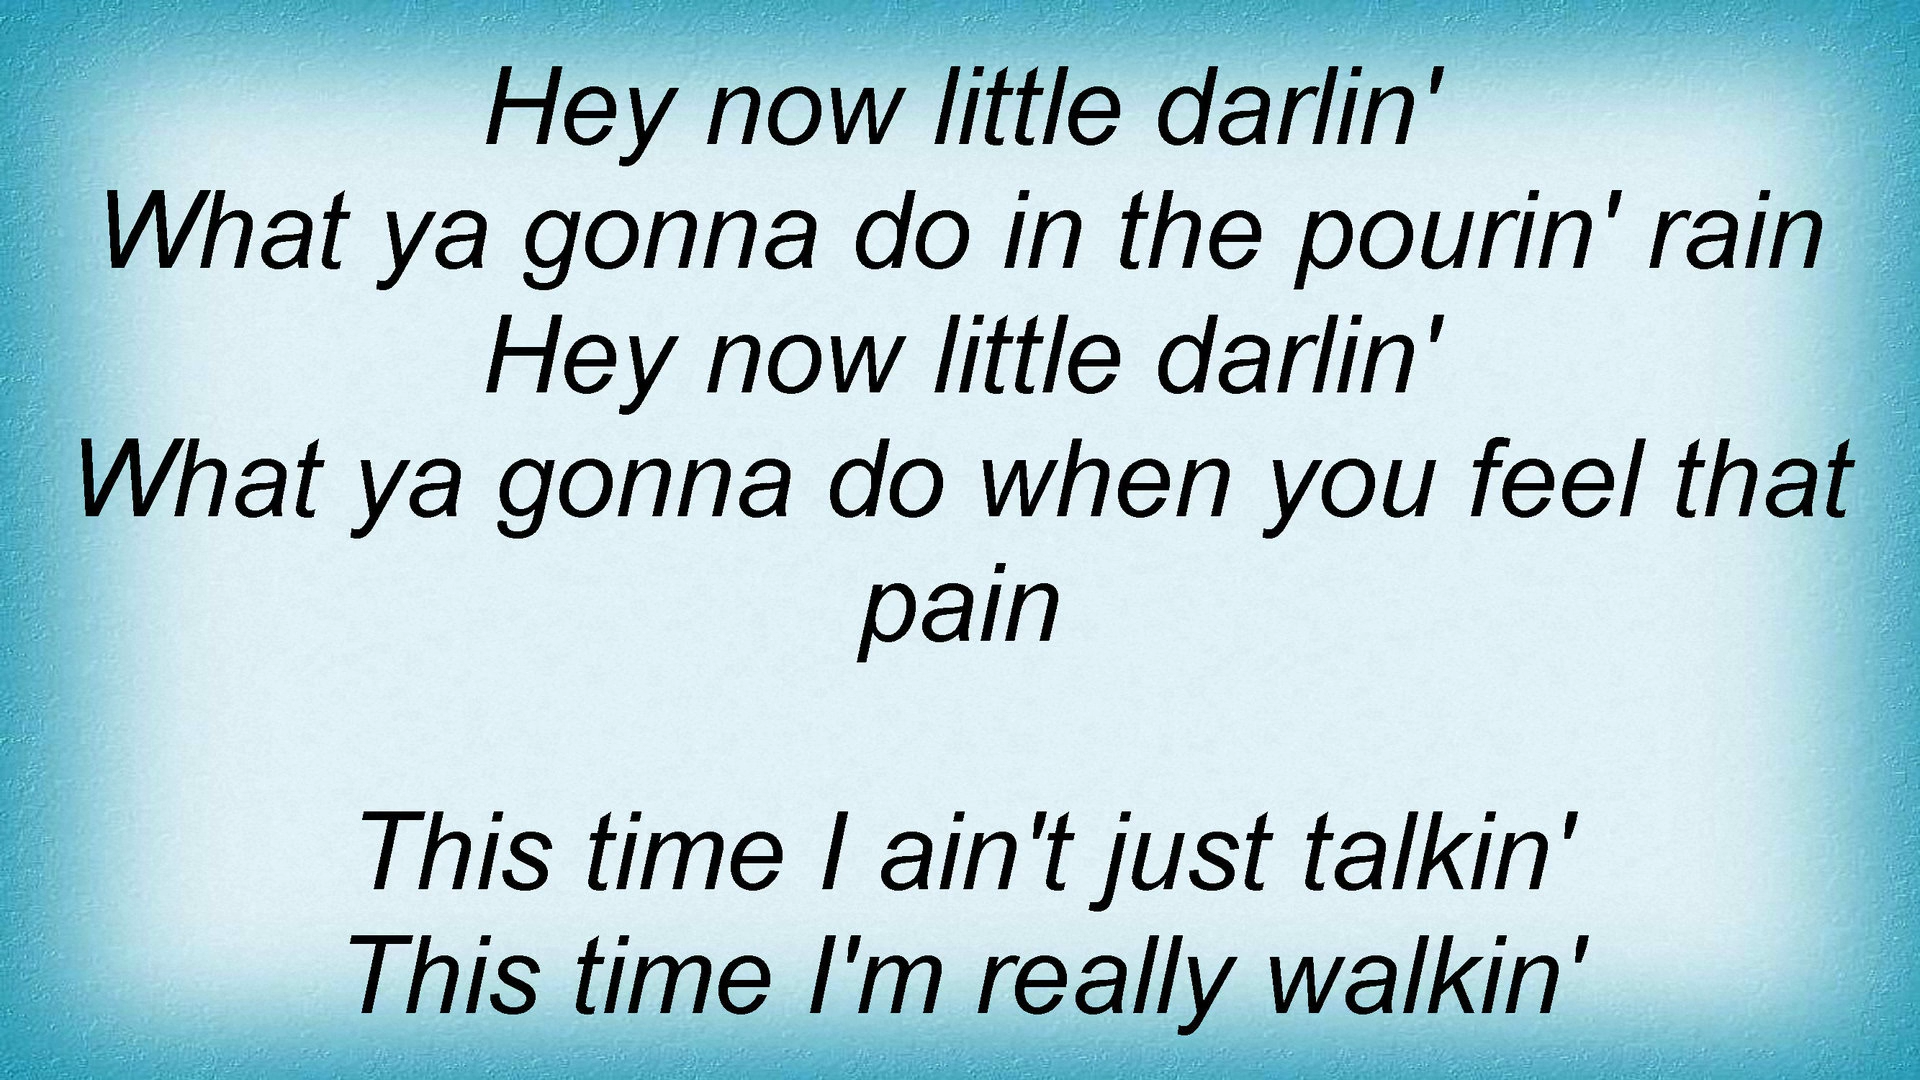 Hey now little darlin'
What ya gonna do in the pourin' rain
Hey now little darlin'
What ya gonna do when you feel that
pain
This time I ain't just talkin'
This time I'm really walkin'